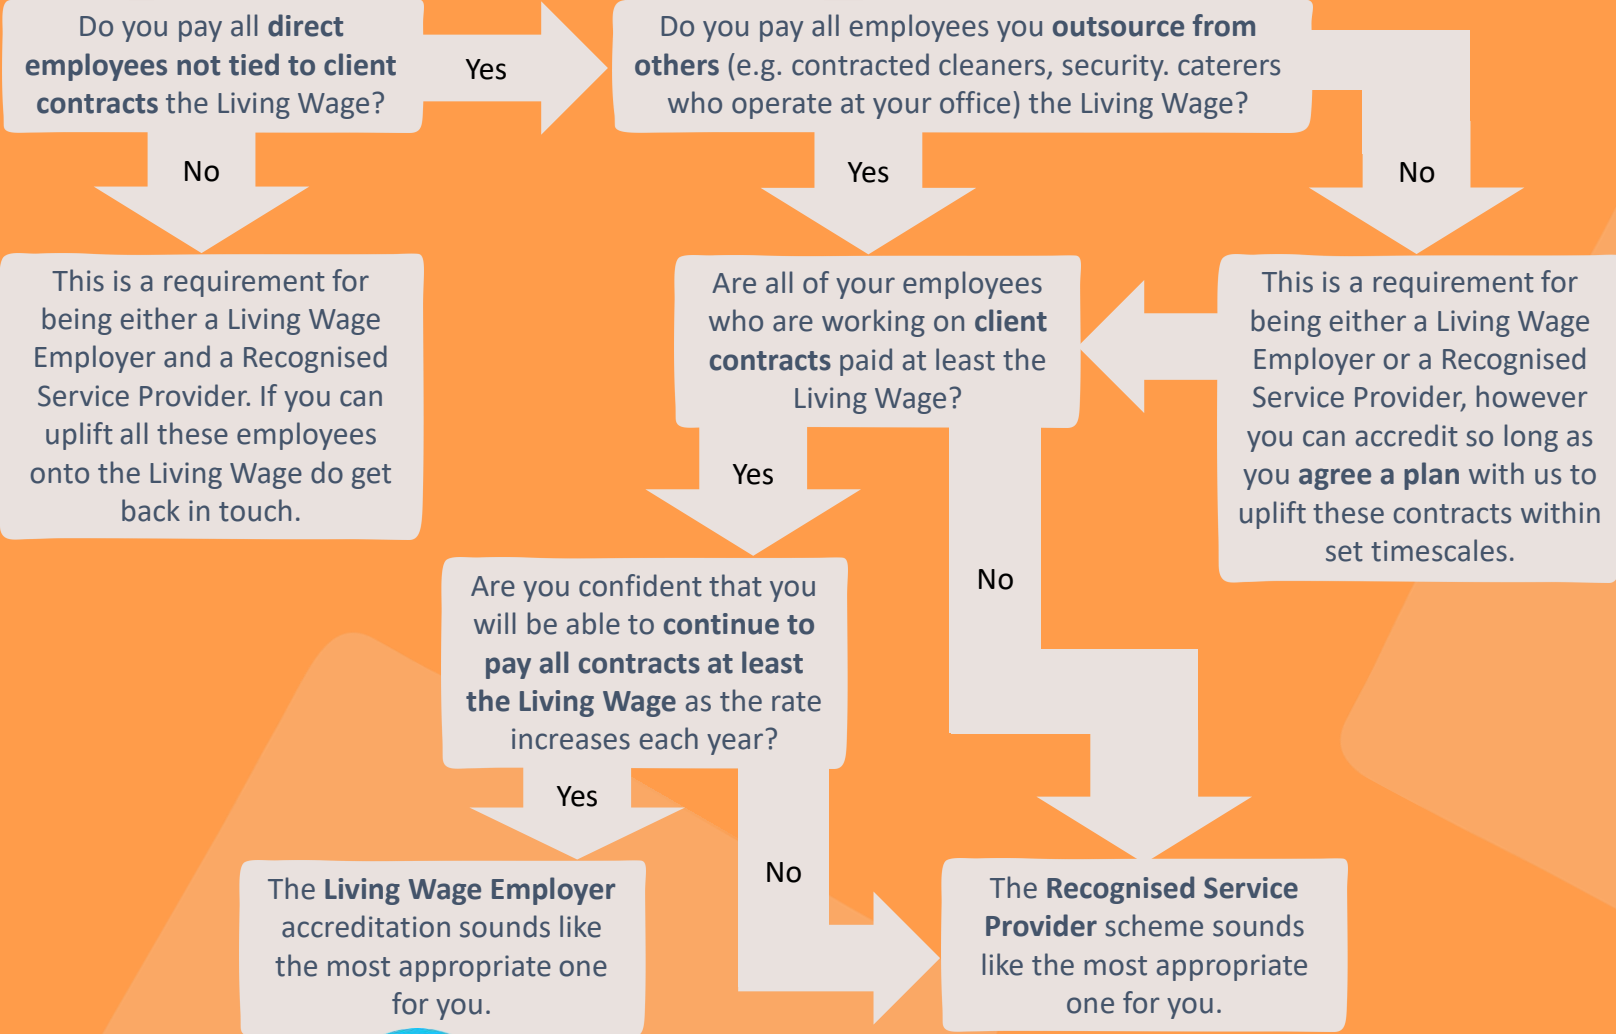 Do you pay all direct
employees not tied to client
contracts the Living Wage?
Yes
Do you pay all employees you outsource from
others (e.g. contracted cleaners, security. caterers
who operate at your office) the Living Wage?
No
Yes
No
This is a requirement for
being either a Living Wage
Employer and a Recognised
Service Provider. If you can
uplift all these employees
onto the Living Wage do get
back in touch.
Are all of your employees
who are working on client
contracts paid at least the
Living Wage?
This is a requirement for
being either a Living Wage
Employer or a Recognised
Service Provider, however
you can accredit so long as
you agree a plan with us to
uplift these contracts within
set timescales.
Yes
No
Are you confident that you
will be able to continue to
pay all contracts at least
the Living Wage as the rate
increases each year?
Yes
No
The Living Wage Employer
accreditation sounds like
the most appropriate one
for you.
The Recognised Service
Provider scheme sounds
like the most appropriate
one for you.